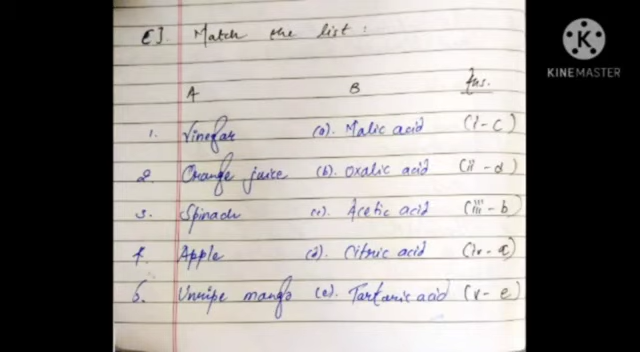 E]. Match the list :
K
KINEMASTER
A B Ans.
1. Vinegar (a). Malic acid (i - c)
2. Orange juice (b). Oxalic acid (ii - d)
3. Spinach (c). Acetic acid (iii - b)
4. Apple (d). Citric acid (iv - a)
5. Unripe mango (e). Tartaric acid (v - e)